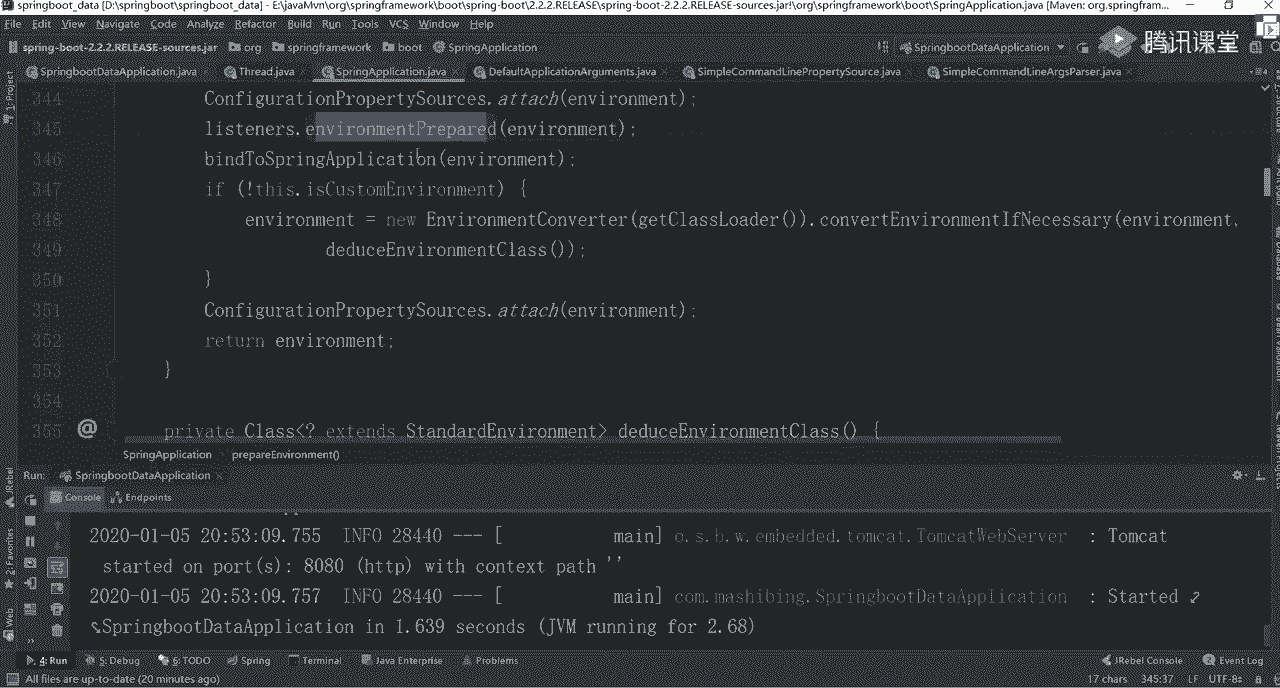 springboot_data [D:\springboot\springboot_data] - E:\javaMvn\org\springframework\boot\spring-boot\2.2.2.RELEASE\spring-boot-2.2.2.RELEASE-sources.jar!\org\springframework\boot\SpringApplication.java [Maven: org.springfram...
File Edit View Navigate Code Analyze Refactor Build Run Tools VCS Window Help
spring-boot-2.2.2.RELEASE-sources.jar org springframework boot SpringApplication SpringbootDataApplication
腾讯课堂
SpringbootDataApplication.java Thread.java SpringApplication.java DefaultApplicationArguments.java SimpleCommandLinePropertySource.java SimpleCommandLineArgsParser.java
1: Project
344 ConfigurationPropertySources.attach(environment);
345 listeners.environmentPrepared(environment);
346 bindToSpringApplication(environment);
347 if (!this.isCustomEnvironment) {
348 environment = new EnvironmentConverter(getClassLoader()).convertEnvironmentIfNecessary(environment,
349 deduceEnvironmentClass());
350 }
351 ConfigurationPropertySources.attach(environment);
352 return environment;
353 }
354
355 @ private Class<? extends StandardEnvironment> deduceEnvironmentClass() {
SpringApplication prepareEnvironment()
Run: SpringbootDataApplication
Console Endpoints
JRebel
2: Favorites
Web
2020-01-05 20:53:09.755 INFO 28440 --- [ main] o.s.b.w.embedded.tomcat.TomcatWebServer : Tomcat
started on port(s): 8080 (http) with context path ''
2020-01-05 20:53:09.757 INFO 28440 --- [ main] com.mashibing.SpringbootDataApplication : Started
SpringbootDataApplication in 1.639 seconds (JVM running for 2.68)
4: Run 5: Debug 6: TODO Spring Terminal Java Enterprise Problems JRebel Console Event Log
All files are up-to-date (20 minutes ago) 17 chars 345:37 LF UTF-8